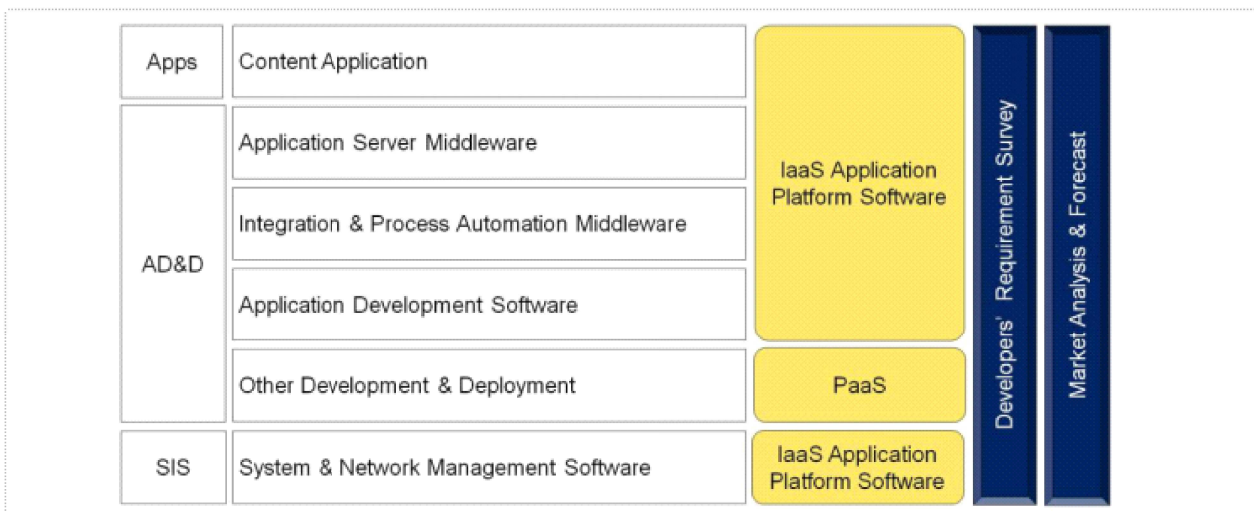 Apps
Content Application
Application Server Middleware
IaaS Application
Platform Software
Integration & Process Automation Middleware
AD&D
Application Development Software
Other Development & Deployment
PaaS
SIS
System & Network Management Software
IaaS Application
Platform Software
Developers' Requirement Survey
Market Analysis & Forecast